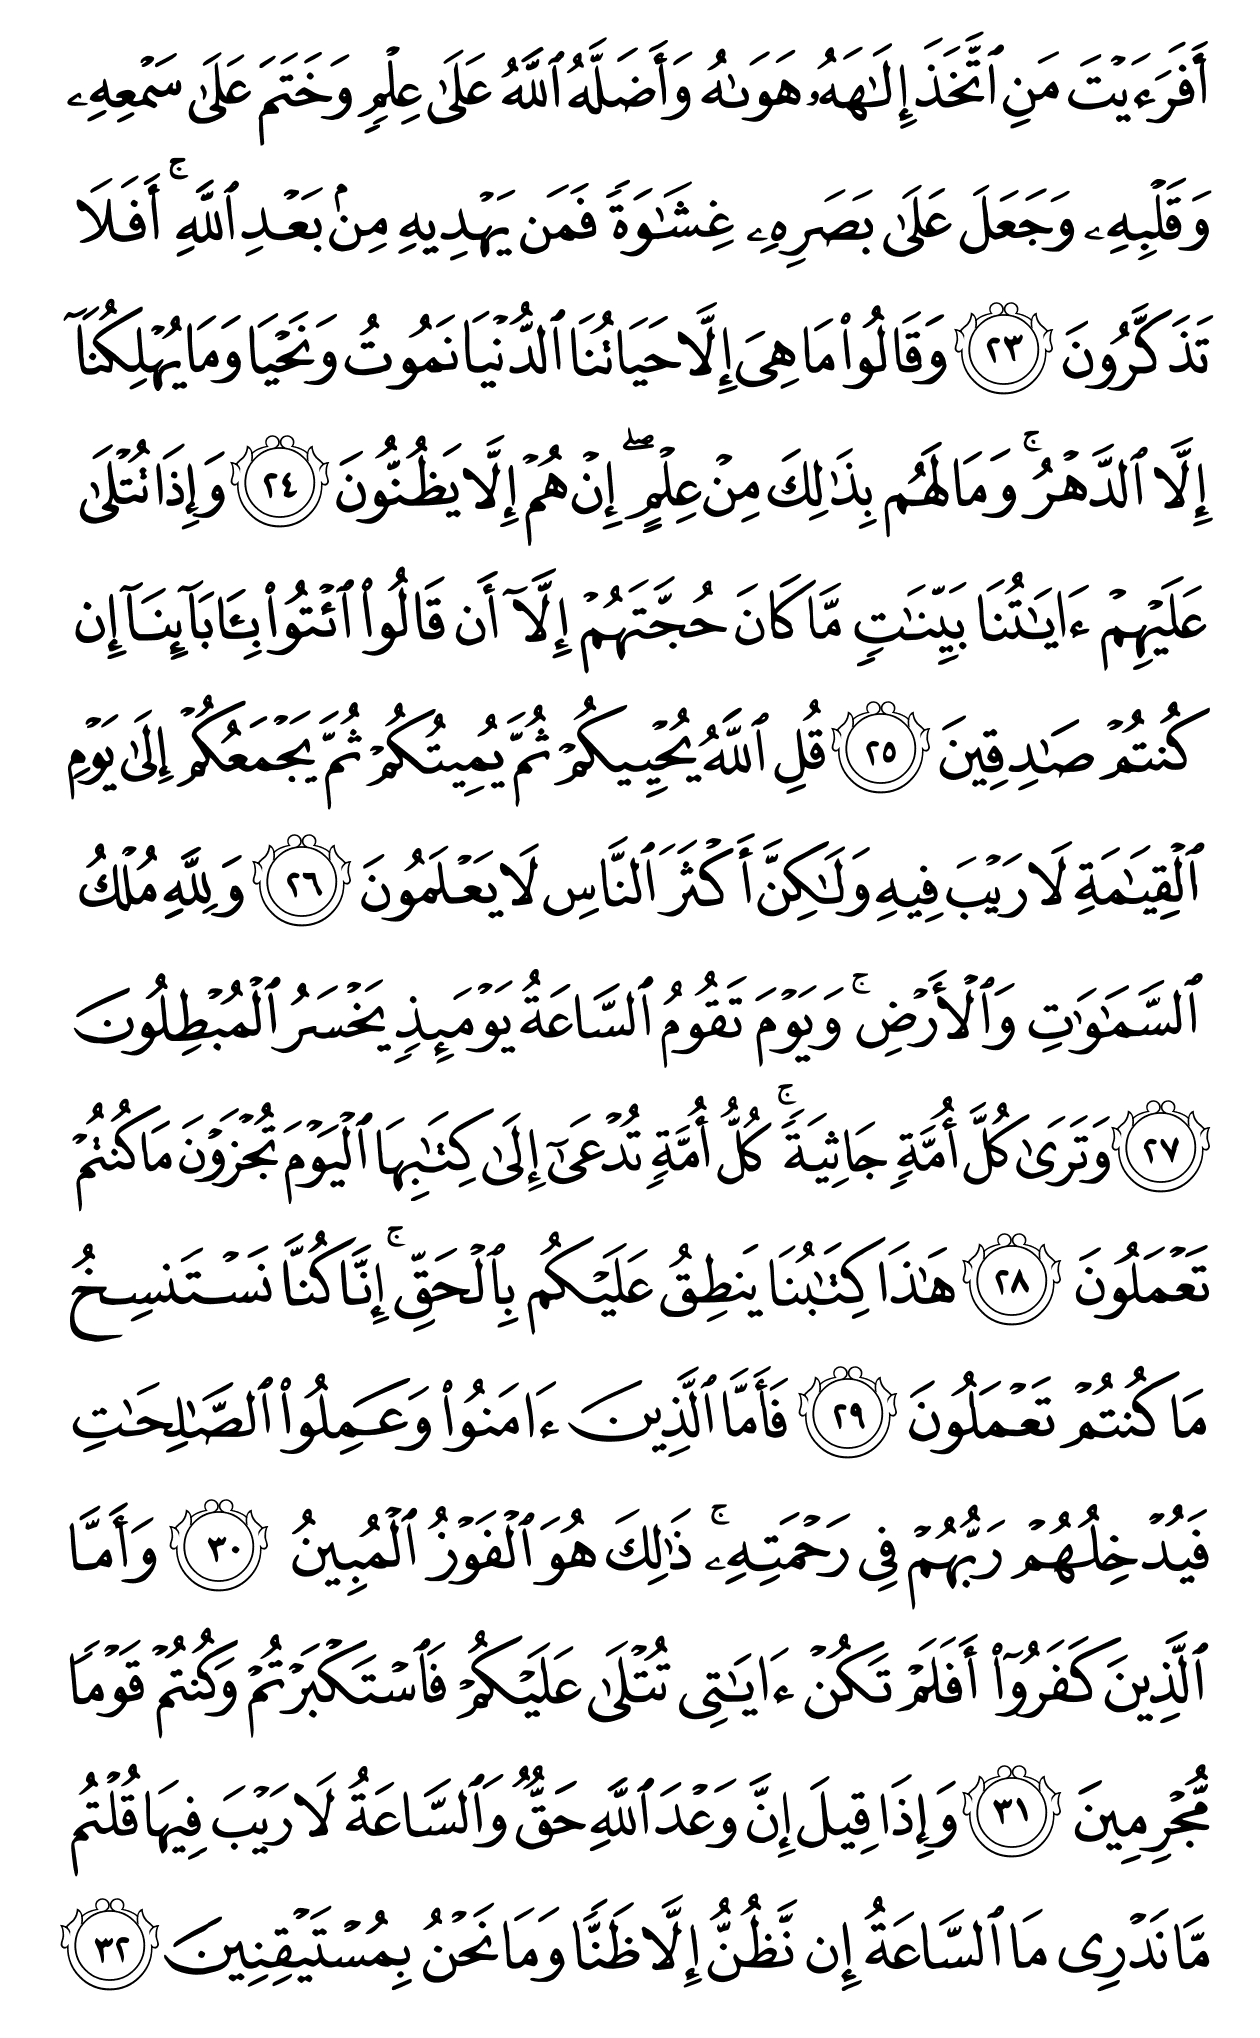 أَفَرَءَيۡتَ مَنِ ٱتَّخَذَ إِلَٰهَهُۥ هَوَىٰهُ وَأَضَلَّهُ ٱللَّهُ عَلَىٰ عِلۡمٖ وَخَتَمَ عَلَىٰ سَمۡعِهِۦ
وَقَلۡبِهِۦ وَجَعَلَ عَلَىٰ بَصَرِهِۦ غِشَٰوَةٗ فَمَن يَهۡدِيهِ مِنۢ بَعۡدِ ٱللَّهِۚ أَفَلَا
تَذَكَّرُونَ ٢٣ وَقَالُواْ مَا هِيَ إِلَّا حَيَاتُنَا ٱلدُّنۡيَا نَمُوتُ وَنَحۡيَا وَمَا يُهۡلِكُنَآ
إِلَّا ٱلدَّهۡرُۚ وَمَا لَهُم بِذَٰلِكَ مِنۡ عِلۡمٍۖ إِنۡ هُمۡ إِلَّا يَظُنُّونَ ٢٤ وَإِذَا تُتۡلَىٰ
عَلَيۡهِمۡ ءَايَٰتُنَا بَيِّنَٰتٖ مَّا كَانَ حُجَّتَهُمۡ إِلَّآ أَن قَالُواْ ٱئۡتُواْ بِـَٔابَآئِنَآ إِن
كُنتُمۡ صَٰدِقِينَ ٢٥ قُلِ ٱللَّهُ يُحۡيِيكُمۡ ثُمَّ يُمِيتُكُمۡ ثُمَّ يَجۡمَعُكُمۡ إِلَىٰ يَوۡمِ
ٱلۡقِيَٰمَةِ لَا رَيۡبَ فِيهِ وَلَٰكِنَّ أَكۡثَرَ ٱلنَّاسِ لَا يَعۡلَمُونَ ٢٦ وَلِلَّهِ مُلۡكُ
ٱلسَّمَٰوَٰتِ وَٱلۡأَرۡضِۚ وَيَوۡمَ تَقُومُ ٱلسَّاعَةُ يَوۡمَئِذٖ يَخۡسَرُ ٱلۡمُبۡطِلُونَ
٢٧ وَتَرَىٰ كُلَّ أُمَّةٖ جَاثِيَةٗۚ كُلُّ أُمَّةٖ تُدۡعَىٰٓ إِلَىٰ كِتَٰبِهَا ٱلۡيَوۡمَ تُجۡزَوۡنَ مَا كُنتُمۡ
تَعۡمَلُونَ ٢٨ هَٰذَا كِتَٰبُنَا يَنطِقُ عَلَيۡكُم بِٱلۡحَقِّۚ إِنَّا كُنَّا نَسۡتَنسِخُ
مَا كُنتُمۡ تَعۡمَلُونَ ٢٩ فَأَمَّا ٱلَّذِينَ ءَامَنُواْ وَعَمِلُواْ ٱلصَّٰلِحَٰتِ
فَيُدۡخِلُهُمۡ رَبُّهُمۡ فِي رَحۡمَتِهِۦۚ ذَٰلِكَ هُوَ ٱلۡفَوۡزُ ٱلۡمُبِينُ ٣٠ وَأَمَّا
ٱلَّذِينَ كَفَرُوٓاْ أَفَلَمۡ تَكُنۡ ءَايَٰتِي تُتۡلَىٰ عَلَيۡكُمۡ فَٱسۡتَكۡبَرۡتُمۡ وَكُنتُمۡ قَوۡمٗا
مُّجۡرِمِينَ ٣١ وَإِذَا قِيلَ إِنَّ وَعۡدَ ٱللَّهِ حَقّٞ وَٱلسَّاعَةُ لَا رَيۡبَ فِيهَا قُلۡتُم
مَّا نَدۡرِي مَا ٱلسَّاعَةُ إِن نَّظُنُّ إِلَّا ظَنّٗا وَمَا نَحۡنُ بِمُسۡتَيۡقِنِينَ ٣٢